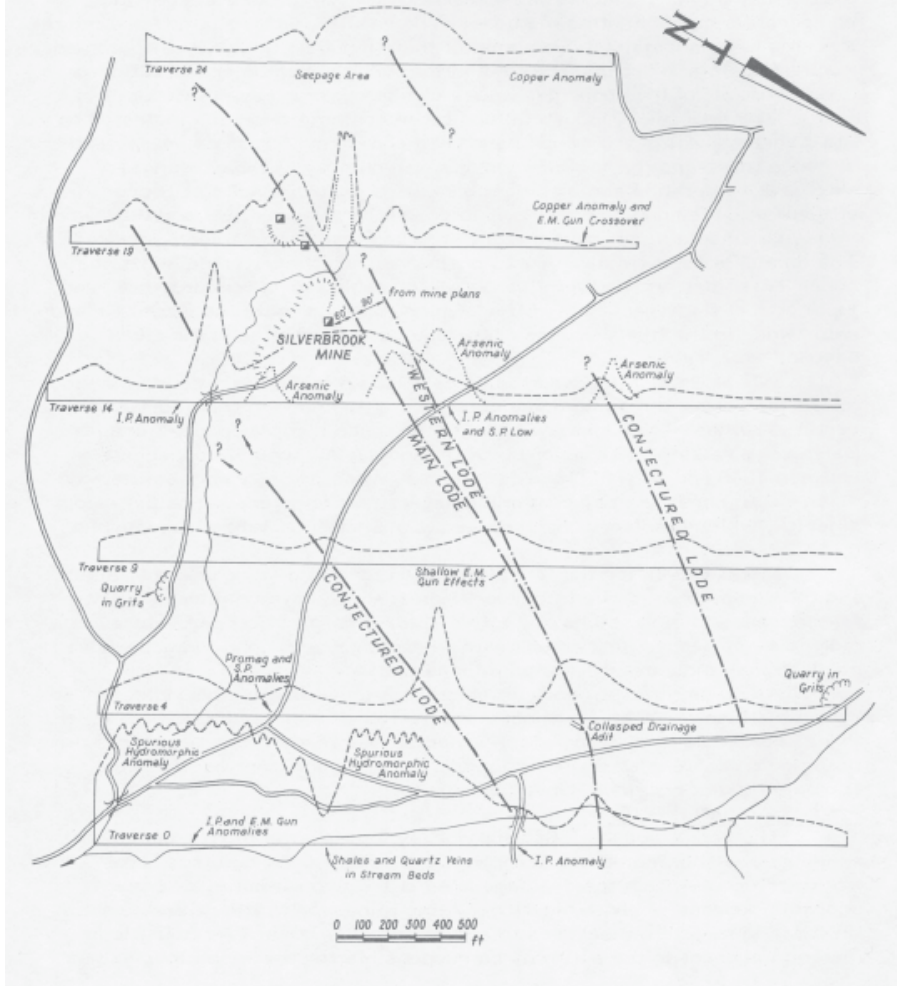 N
?
Traverse 24
Seepage Area
Copper Anomaly
?
?
Copper Anomaly and
E.M. Gun Crossover
Traverse 19
?
from mine plans
60'
90'
SILVERBROOK
MINE
Arsenic
Anomaly
?
Arsenic
Anomaly
Arsenic
Anomaly
Traverse 14
I.P. Anomaly
I.P. Anomalies
and S.P. Low
WESTERN LODE
MAIN LODE
CONJECTURED LODE
?
?
Traverse 9
Shallow E.M.
Gun Effects
Quarry
in Grits
CONJECTURED LODE
Promag and
S.P.
Anomalies
Quarry in
Grits
Traverse 4
Collasped Drainage
Adit
Spurious
Hydromorphic
Anomaly
Spurious
Hydromorphic
Anomaly
I.P. and E.M. Gun
Anomalies
Traverse 0
Shales and Quartz Veins
in Stream Beds
I.P. Anomaly
0 100 200 300 400 500
ft